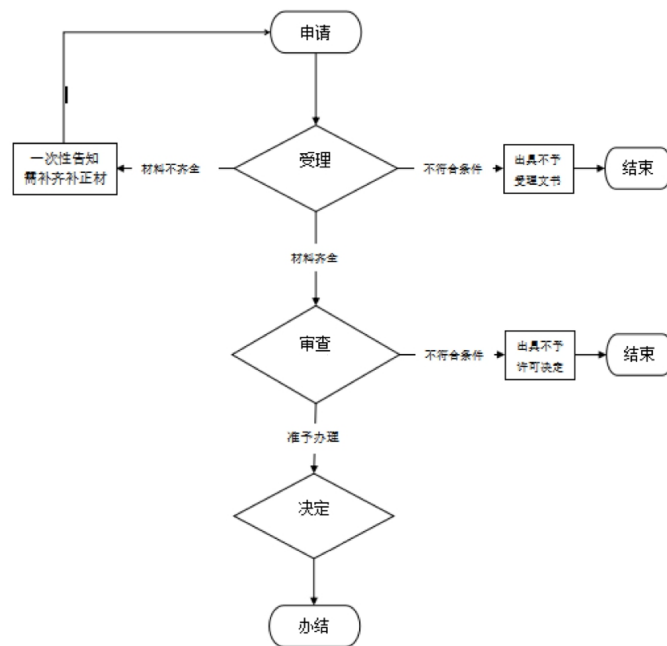 申请
受理
一次性告知
需补齐补正材
材料不齐全
不符合条件
出具不予
受理文书
结束
材料齐全
审查
不符合条件
出具不予
许可决定
结束
准予办理
决定
办结